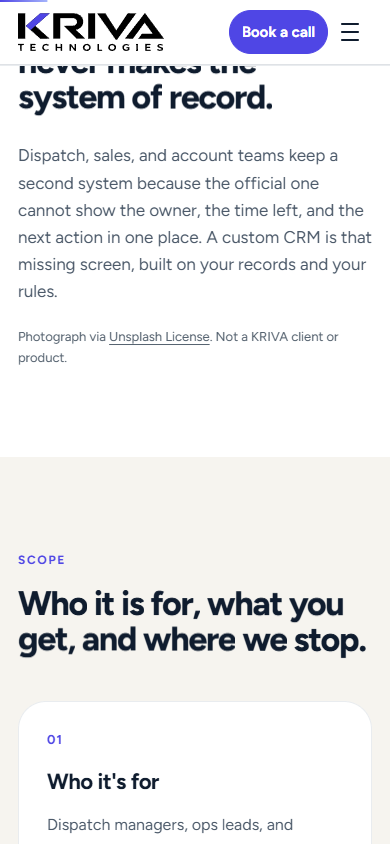 KRIVA
TECHNOLOGIES
Book a call
never makes the
system of record.
Dispatch, sales, and account teams keep a
second system because the official one
cannot show the owner, the time left, and the
next action in one place. A custom CRM is that
missing screen, built on your records and your
rules.
Photograph via Unsplash License. Not a KRIVA client or
product.
SCOPE
Who it is for, what you
get, and where we stop.
01
Who it's for
Dispatch managers, ops leads, and